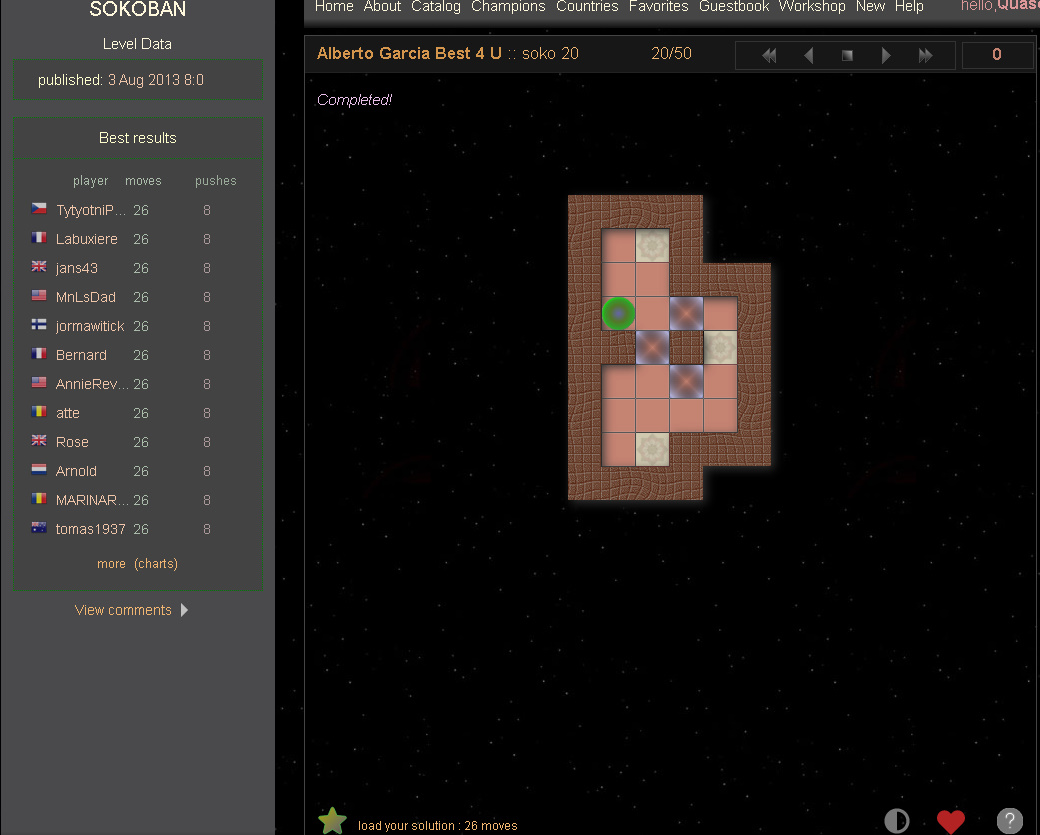 SOKOBAN
Level Data
published: 3 Aug 2013 8:0
Best results
player moves pushes
TytyotniP... 26 8
Labuxiere 26 8
jans43 26 8
MnLsDad 26 8
jormawitick 26 8
Bernard 26 8
AnnieRev... 26 8
atte 26 8
Rose 26 8
Arnold 26 8
MARINAR... 26 8
tomas1937 26 8
more (charts)
View comments
Home About Catalog Champions Countries Favorites Guestbook Workshop New Help hello,Quas
Alberto Garcia Best 4 U :: soko 20 20/50 0
Completed!
load your solution : 26 moves
?